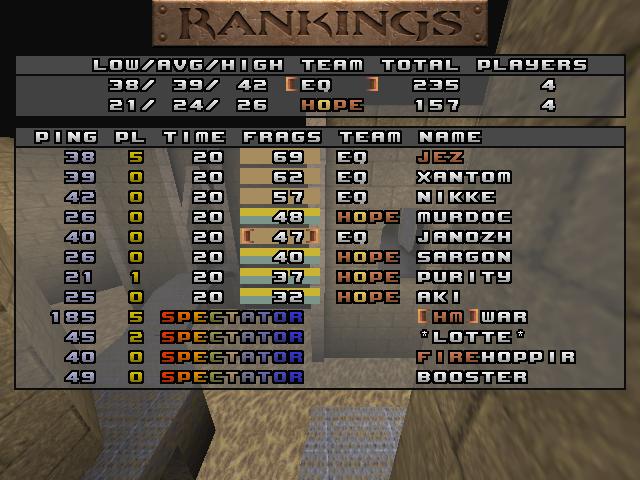 RANKINGS
LOW/AVG/HIGH TEAM TOTAL PLAYERS
38/ 39/ 42 [EQ ] 235 4
21/ 24/ 26 HOPE 157 4
PING PL TIME FRAGS TEAM NAME
38 5 20 69 EQ JEZ
39 0 20 62 EQ XANTOM
42 0 20 57 EQ NIKKE
26 0 20 48 HOPE MURDOC
40 0 20 [47] EQ JANOZH
26 0 20 40 HOPE SARGON
21 1 20 37 HOPE PURITY
25 0 20 32 HOPE AKI
185 5 SPECTATOR [HM]WAR
45 2 SPECTATOR *LOTTE*
40 0 SPECTATOR FIREHOPPIR
49 0 SPECTATOR BOOSTER